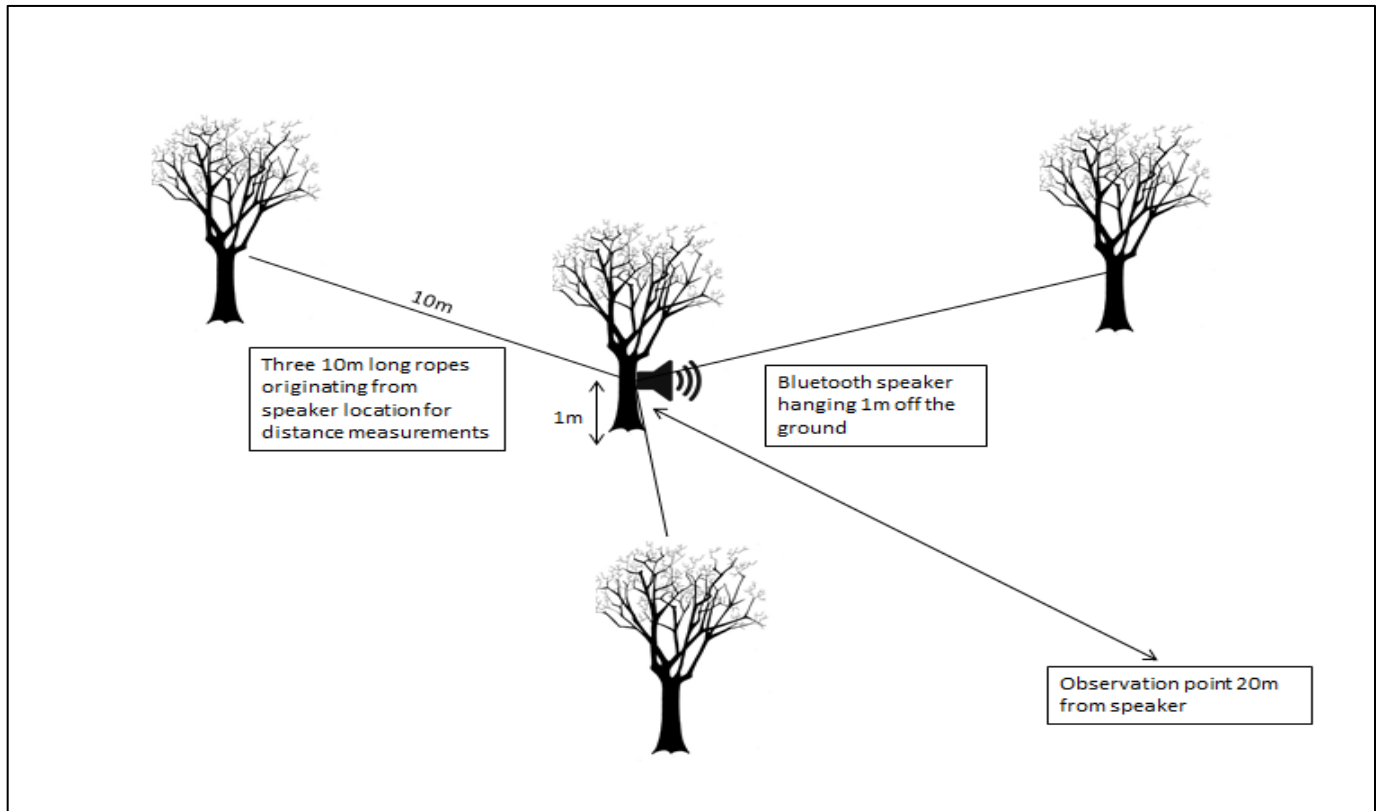 10m
Three 10m long ropes
originating from
speaker location for
distance measurements
1m
Bluetooth speaker
hanging 1m off the
ground
Observation point 20m
from speaker